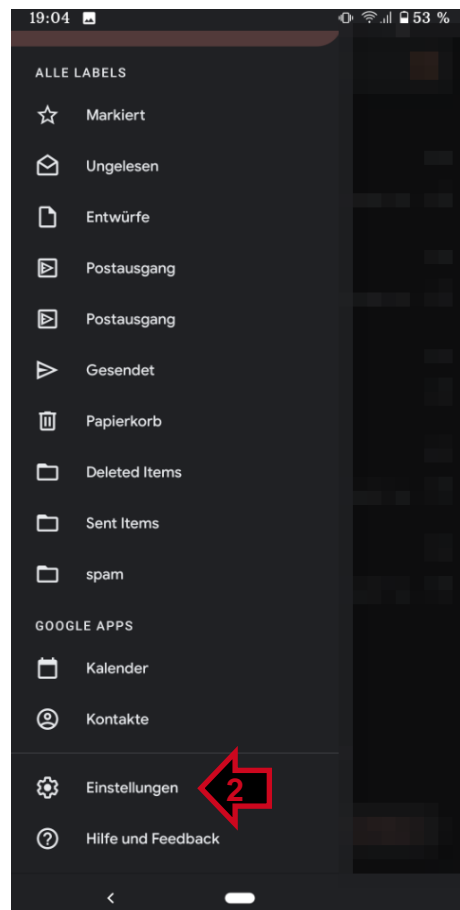 19:04 53 %
ALLE LABELS
Markiert
Ungelesen
Entwürfe
Postausgang
Postausgang
Gesendet
Papierkorb
Deleted Items
Sent Items
spam
GOOGLE APPS
Kalender
Kontakte
Einstellungen 2
Hilfe und Feedback